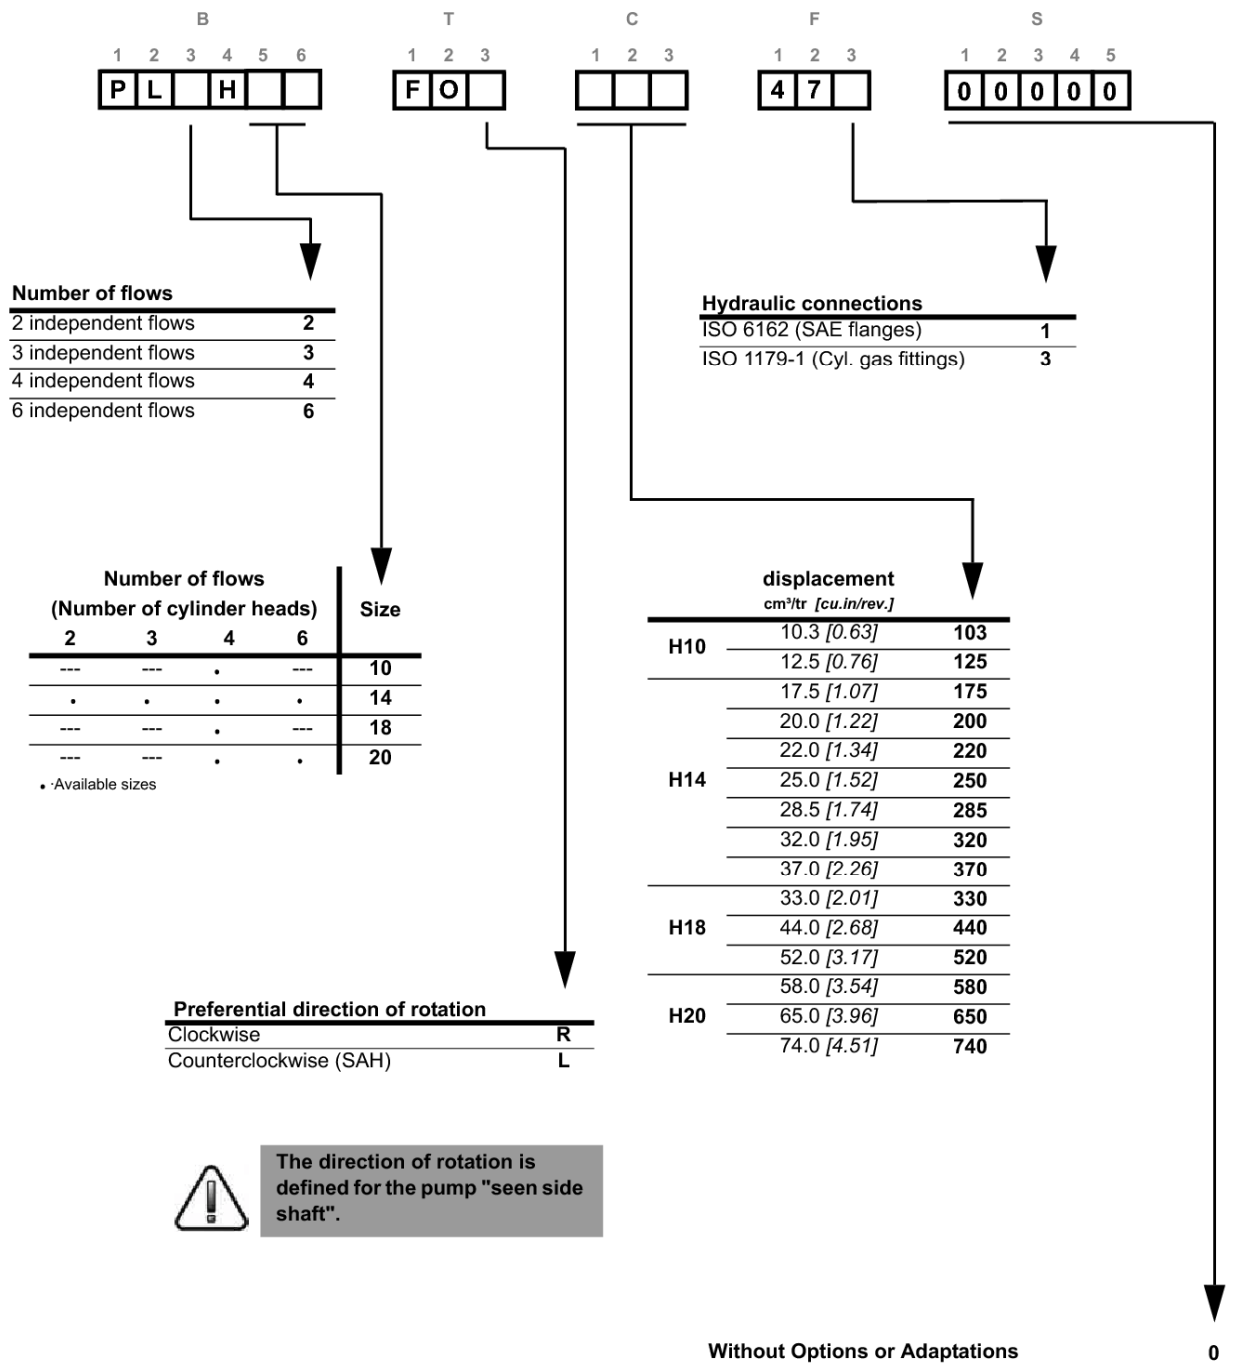 B T C F S
1 2 3 4 5 6 1 2 3 1 2 3 1 2 3 1 2 3 4 5
P L H F O 4 7 0 0 0 0 0
Number of flows
2 independent flows 2
3 independent flows 3
4 independent flows 4
6 independent flows 6
Hydraulic connections
ISO 6162 (SAE flanges) 1
ISO 1179-1 (Cyl. gas fittings) 3
Number of flows
(Number of cylinder heads) Size
2 3 4 6
--- --- • --- 10
• • • • 14
--- --- • --- 18
--- --- • • 20
• ·Available sizes
displacement
cm³/tr [cu.in/rev.]
H10
10.3 [0.63] 103
12.5 [0.76] 125
H14
17.5 [1.07] 175
20.0 [1.22] 200
22.0 [1.34] 220
25.0 [1.52] 250
28.5 [1.74] 285
32.0 [1.95] 320
37.0 [2.26] 370
H18
33.0 [2.01] 330
44.0 [2.68] 440
52.0 [3.17] 520
H20
58.0 [3.54] 580
65.0 [3.96] 650
74.0 [4.51] 740
Preferential direction of rotation
Clockwise R
Counterclockwise (SAH) L
The direction of rotation is
defined for the pump "seen side
shaft".
Without Options or Adaptations 0